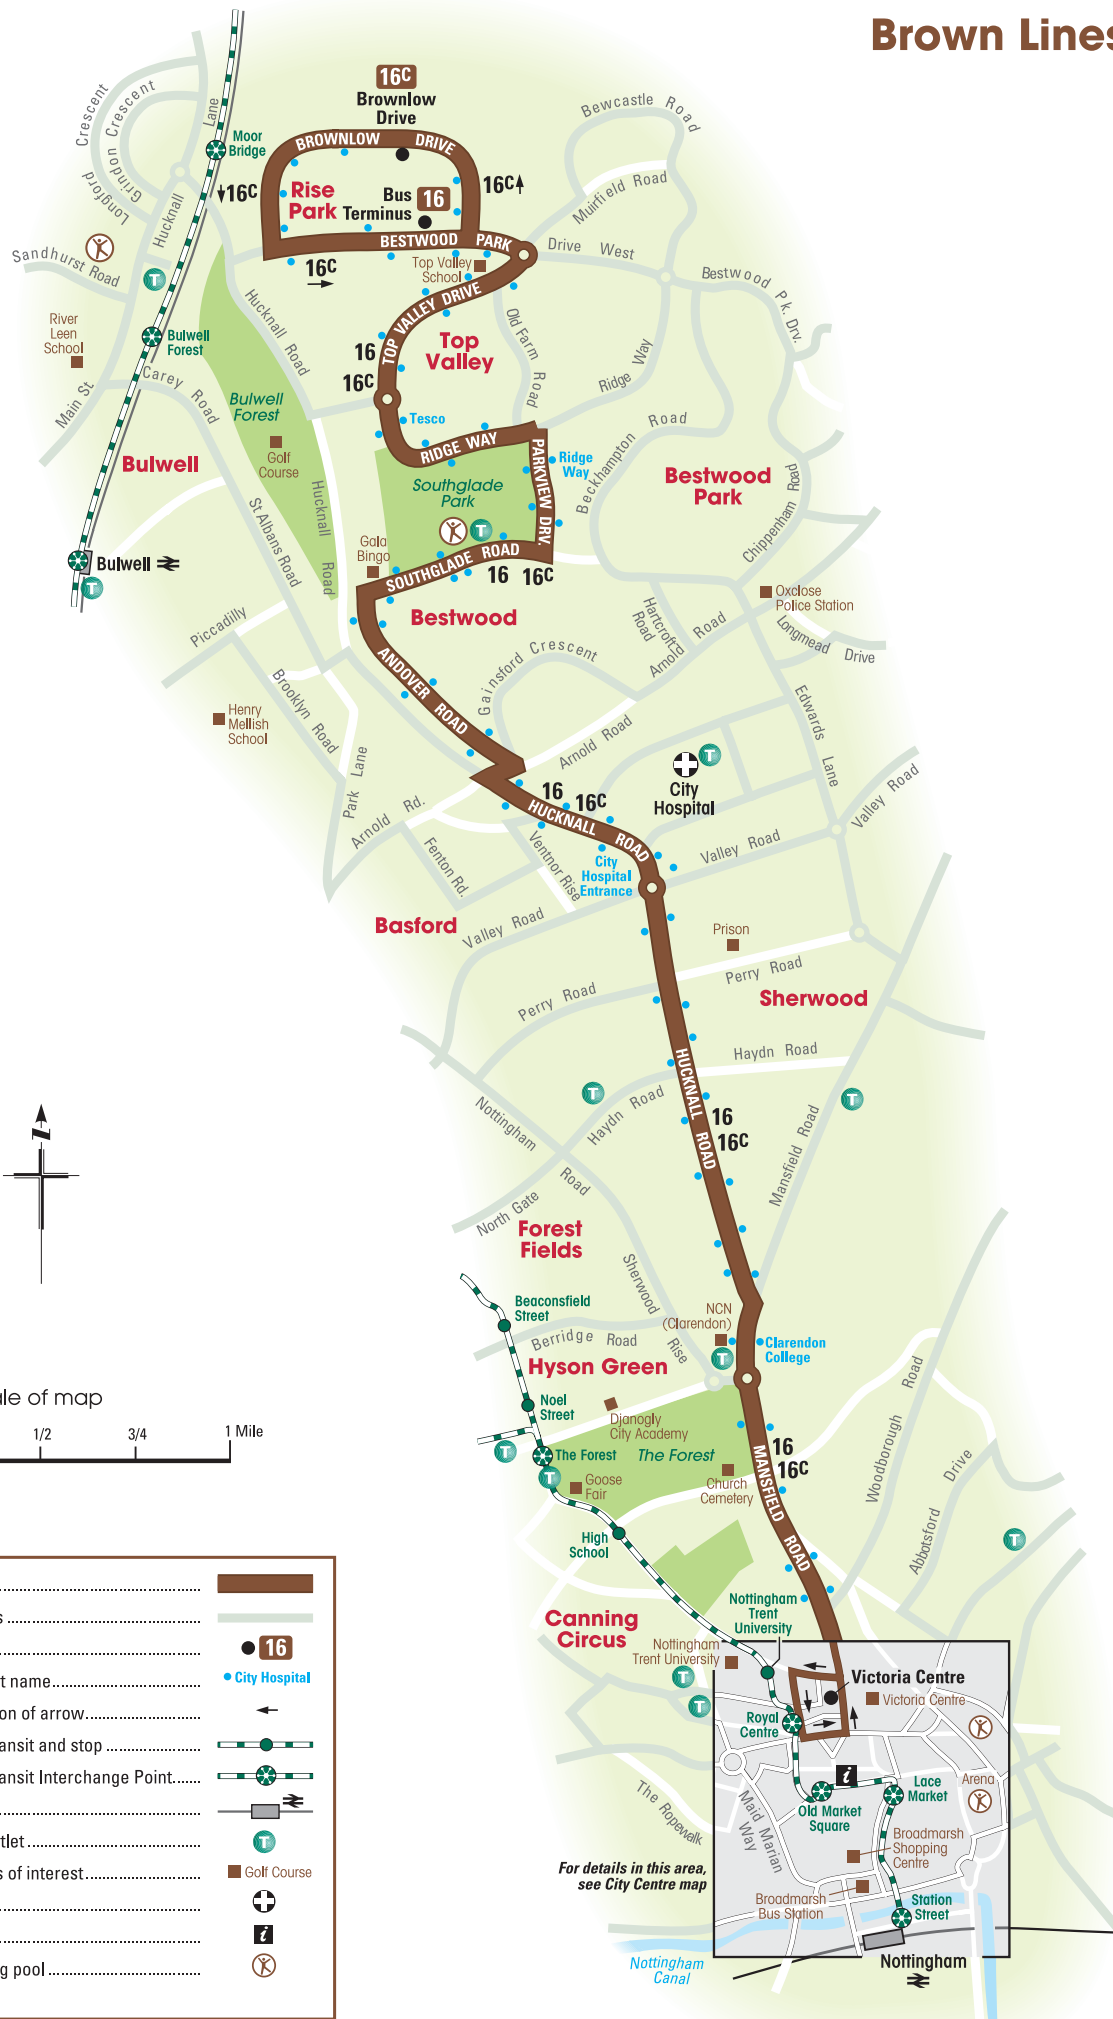 Brown Lines
16C
Brownlow
Drive
BROWNLOW DRIVE
Bewcastle Road
Crescent
Grindon Crescent
Longford
Lane
Hucknall
Moor
Bridge
16C
Rise
Park
Bus
Terminus
16
16C
Muirfield Road
BESTWOOD PARK
Drive West
Sandhurst Road
16C
Top Valley
School
Bestwood Pk. Drv.
TOP VALLEY DRIVE
Hucknall Road
Old Farm Road
River
Leen
School
Bulwell
Forest
Top
Valley
16
16C
Ridge Way
Carey Road
Main St
Bulwell
Forest
Tesco
Road
Beckhampton
Golf
Course
Bulwell
RIDGE WAY
PARKVIEW DRV.
Ridge
Way
Bestwood
Park
Southglade
Park
Chippenham Road
St Albans Road
Hucknall Road
Gala
Bingo
SOUTHGLADE ROAD
16
16C
Bulwell
Oxclose
Police Station
Piccadilly
Bestwood
Hartcroft
Road
Arnold Road
Longmead Drive
Gainsford Crescent
ANDOVER ROAD
Brooklyn Road
Henry
Mellish
School
Edwards Lane
Arnold Road
Park Lane
City
Hospital
16
16C
HUCKNALL ROAD
Arnold Rd.
Valley Road
Fenton Rd.
Ventnor Rise
City
Hospital
Entrance
Valley Road
Basford
Valley Road
Prison
Perry Road
Perry Road
Sherwood
HUCKNALL ROAD
Haydn Road
Haydn Road
Nottingham Road
16
16C
Mansfield Road
North Gate
Forest
Fields
Sherwood Rise
Beaconsfield
Street
NCN
(Clarendon)
Berridge Road
Clarendon
College
Hyson Green
Noel
Street
Djanogly
City Academy
Woodborough Road
The Forest
The Forest
16
16C
MANSFIELD ROAD
Goose
Fair
Church
Cemetery
Abbotsford Drive
High
School
Nottingham
Trent
University
Canning
Circus
Nottingham
Trent University
Victoria Centre
Victoria Centre
Royal
Centre
i
Lace
Market
Arena
Old Market
Square
The Ropewalk
Maid Marian
Way
Broadmarsh
Shopping
Centre
For details in this area,
see City Centre map
Broadmarsh
Bus Station
Station
Street
Nottingham
Canal
Nottingham
ale of map
1/2
3/4
1 Mile
s
16
t name
City Hospital
on of arrow
ansit and stop
ansit Interchange Point
tlet
T
s of interest
Golf Course
i
g pool